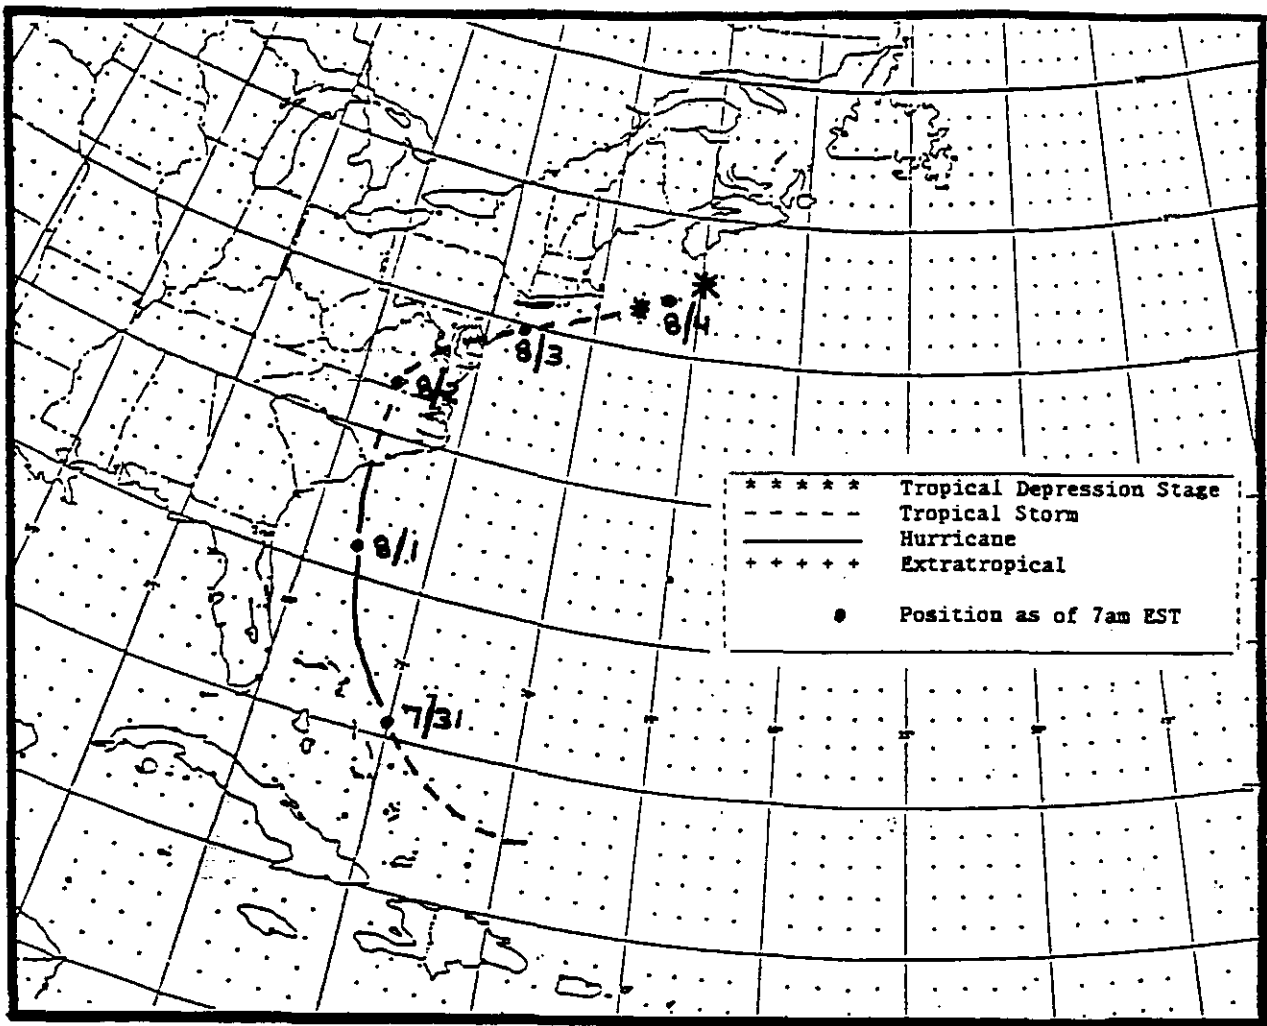 8/4
8/3
8/2
* * * * * Tropical Depression Stage
- - - - - Tropical Storm
Hurricane
+ + + + + Extratropical
8/1
Position as of 7am EST
7/31